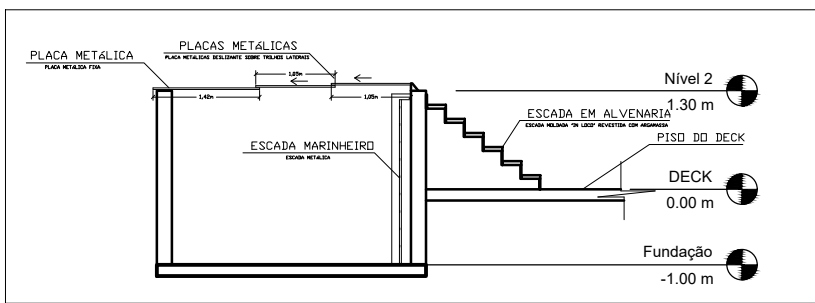 PLACA METÁLICA
PLACA METÁLICA FIXA
PLACAS METÁLICAS
PLACA METÁLICAS DESLIZANTE SOBRE TRILHOS LATERAIS
1,05m
1,42m
1,05m
Nível 2
1.30 m
ESCADA EM ALVENARIA
ESCADA MOLDADA "IN LOCO" REVESTIDA COM ARGAMASSA
ESCADA MARINHEIRO
ESCADA METÁLICA
PISO DO DECK
DECK
0.00 m
Fundação
-1.00 m